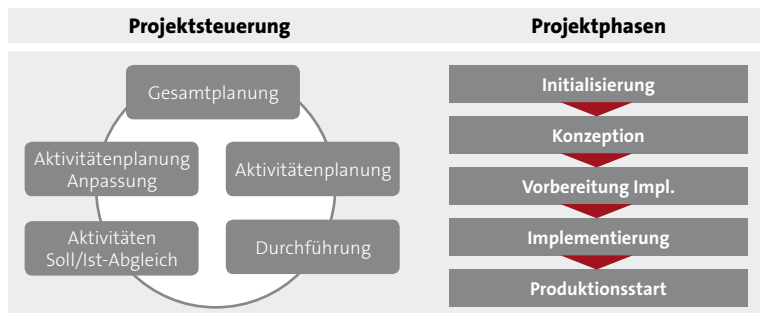 Projektsteuerung
Gesamtplanung
Aktivitätenplanung
Anpassung
Aktivitätenplanung
Aktivitäten
Soll/Ist-Abgleich
Durchführung
Projektphasen
Initialisierung
Konzeption
Vorbereitung Impl.
Implementierung
Produktionsstart